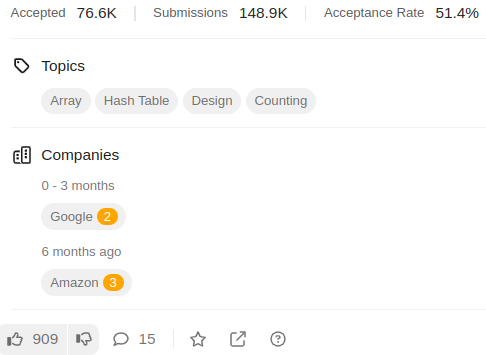 Accepted 76.6K Submissions 148.9K Acceptance Rate 51.4%
Topics
Array Hash Table Design Counting
Companies
0 - 3 months
Google 2
6 months ago
Amazon 3
909 15